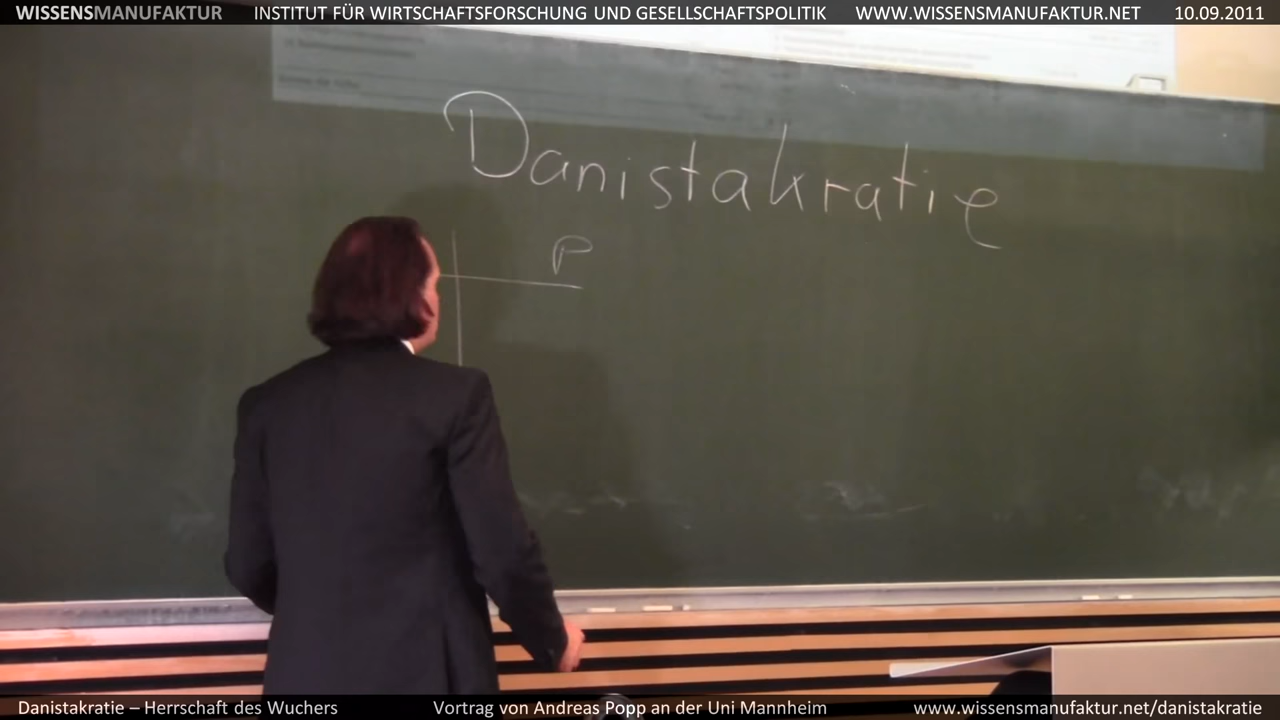 WISSENSMANUFAKTUR INSTITUT FÜR WIRTSCHAFTSFORSCHUNG UND GESELLSCHAFTSPOLITIK WWW.WISSENSMANUFAKTUR.NET 10.09.2011
Danistakratie
P
Danistakratie – Herrschaft des Wuchers Vortrag von Andreas Popp an der Uni Mannheim www.wissensmanufaktur.net/danistakratie